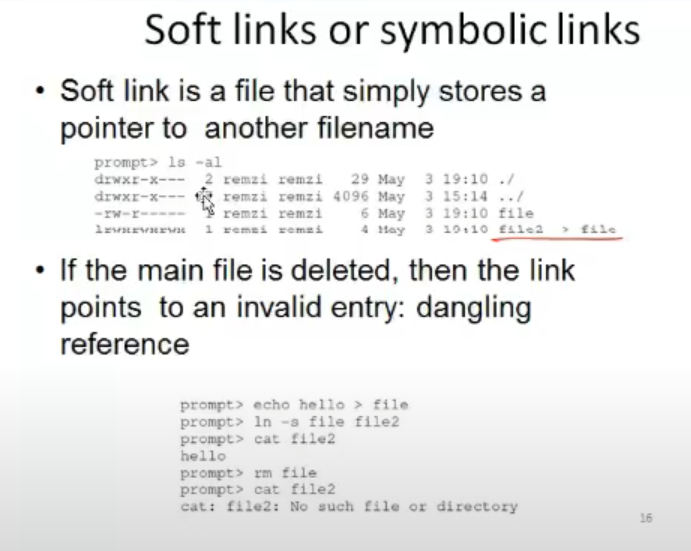 Soft links or symbolic links
• Soft link is a file that simply stores a
pointer to another filename
prompt> ls -al
drwxr-x--- 2 remzi remzi 29 May 3 19:10 ./
drwxr-x--- remzi remzi 4096 May 3 15:14 ../
-rw-r----- remzi remzi 6 May 3 19:10 file
1 remzi remzi 4 May 3 19:10 file2 > file
• If the main file is deleted, then the link
points to an invalid entry: dangling
reference
prompt> echo hello > file
prompt> ln -s file file2
prompt> cat file2
hello
prompt> rm file
prompt> cat file2
cat: file2: No such file or directory
16